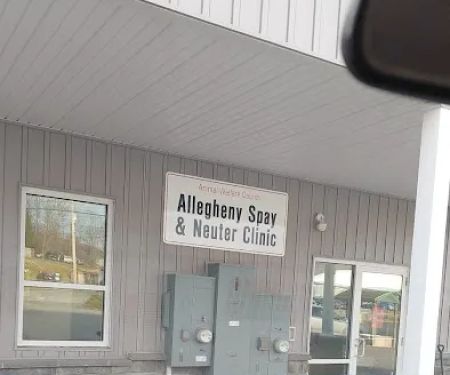 Animal Welfare Council
Allegheny Spay
& Neuter Clinic